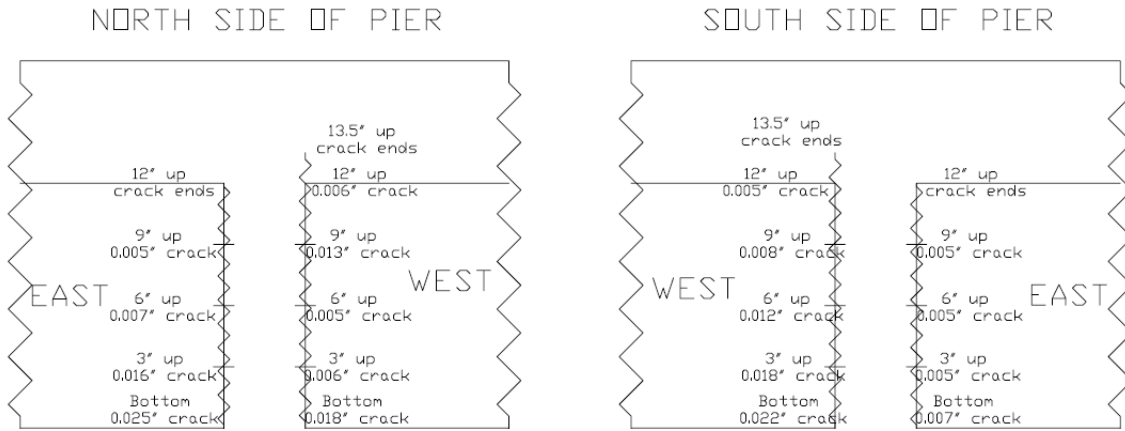 NORTH SIDE OF PIER
13.5" up
crack ends
12" up
crack ends
12" up
0.006" crack
9" up
0.005" crack
9" up
0.013" crack
EAST
WEST
6" up
0.007" crack
6" up
0.005" crack
3" up
0.016" crack
3" up
0.006" crack
Bottom
0.025" crack
Bottom
0.018" crack
SOUTH SIDE OF PIER
13.5" up
crack ends
12" up
0.005" crack
12" up
crack ends
9" up
0.008" crack
9" up
0.005" crack
WEST
EAST
6" up
0.012" crack
6" up
0.005" crack
3" up
0.018" crack
3" up
0.005" crack
Bottom
0.022" crack
Bottom
0.007" crack